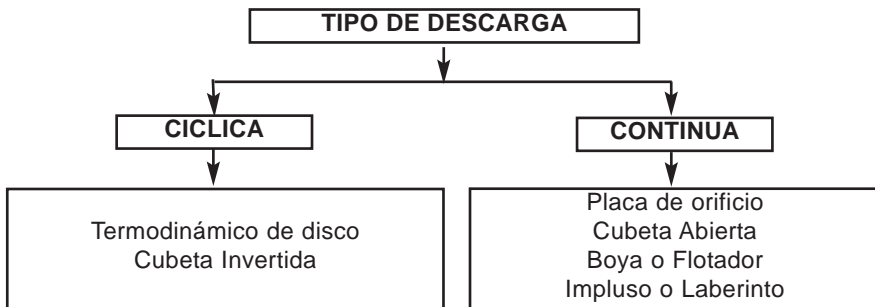 TIPO DE DESCARGA
CICLICA
CONTINUA
Termodinámico de disco
Cubeta Invertida
Placa de orificio
Cubeta Abierta
Boya o Flotador
Impluso o Laberinto